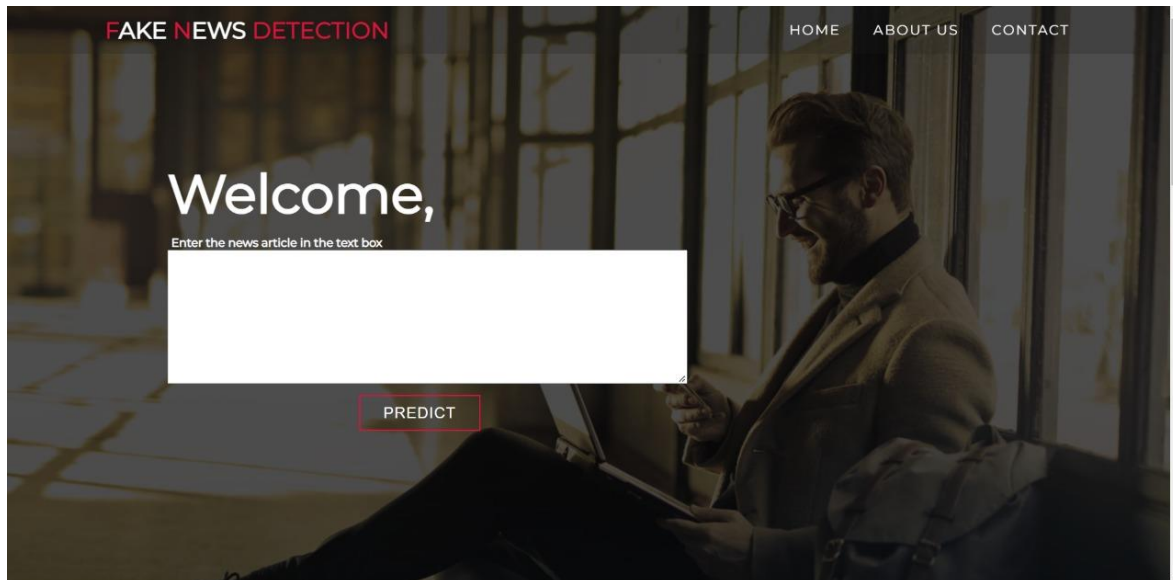 FAKE NEWS DETECTION
HOME ABOUT US CONTACT
Welcome,
Enter the news article in the text box
PREDICT